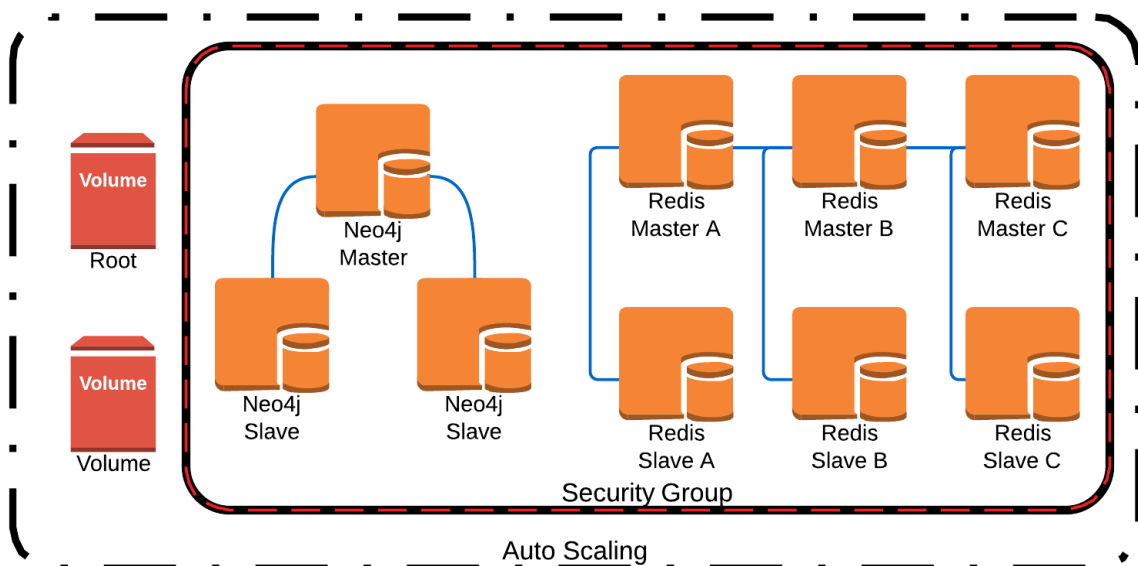 Volume
Root
Volume
Volume
Neo4j
Master
Neo4j
Slave
Neo4j
Slave
Redis
Master A
Redis
Master B
Redis
Master C
Redis
Slave A
Redis
Slave B
Redis
Slave C
Security Group
Auto Scaling